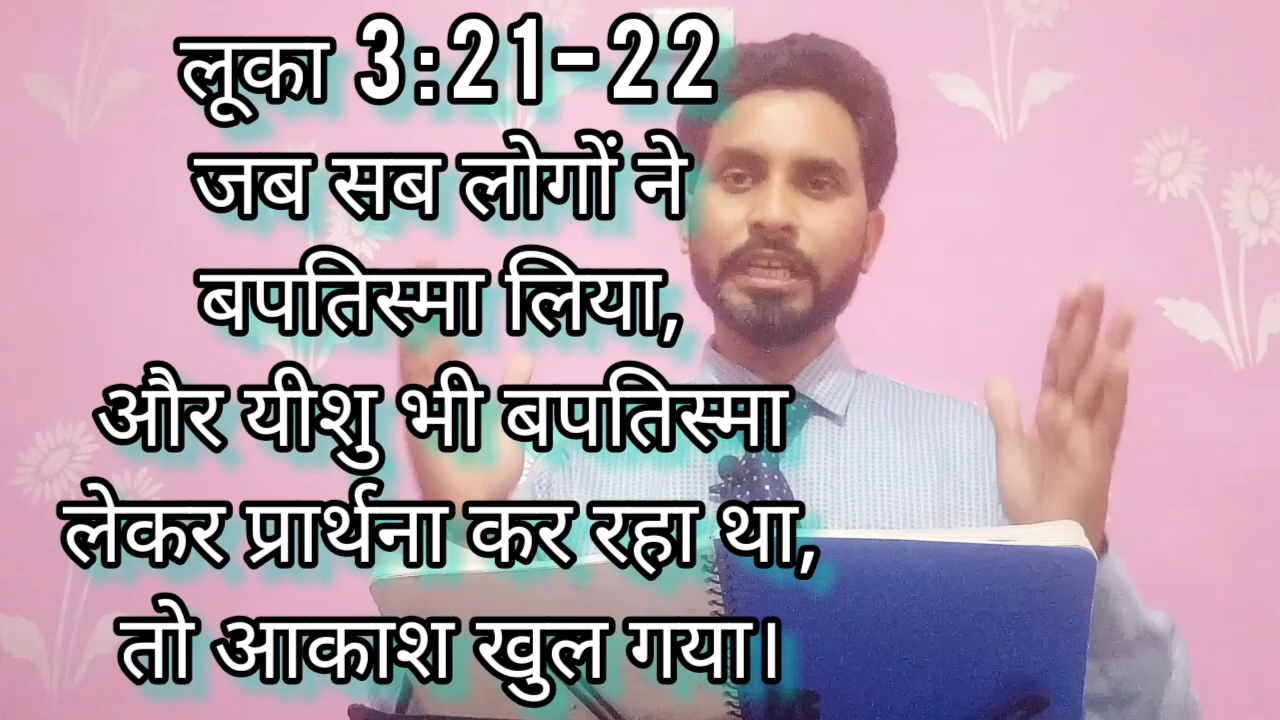 लूका 3:21-22
जब सब लोगों ने
बपतिस्मा लिया,
और यीशु भी बपतिस्मा
लेकर प्रार्थना कर रहा था,
तो आकाश खुल गया।